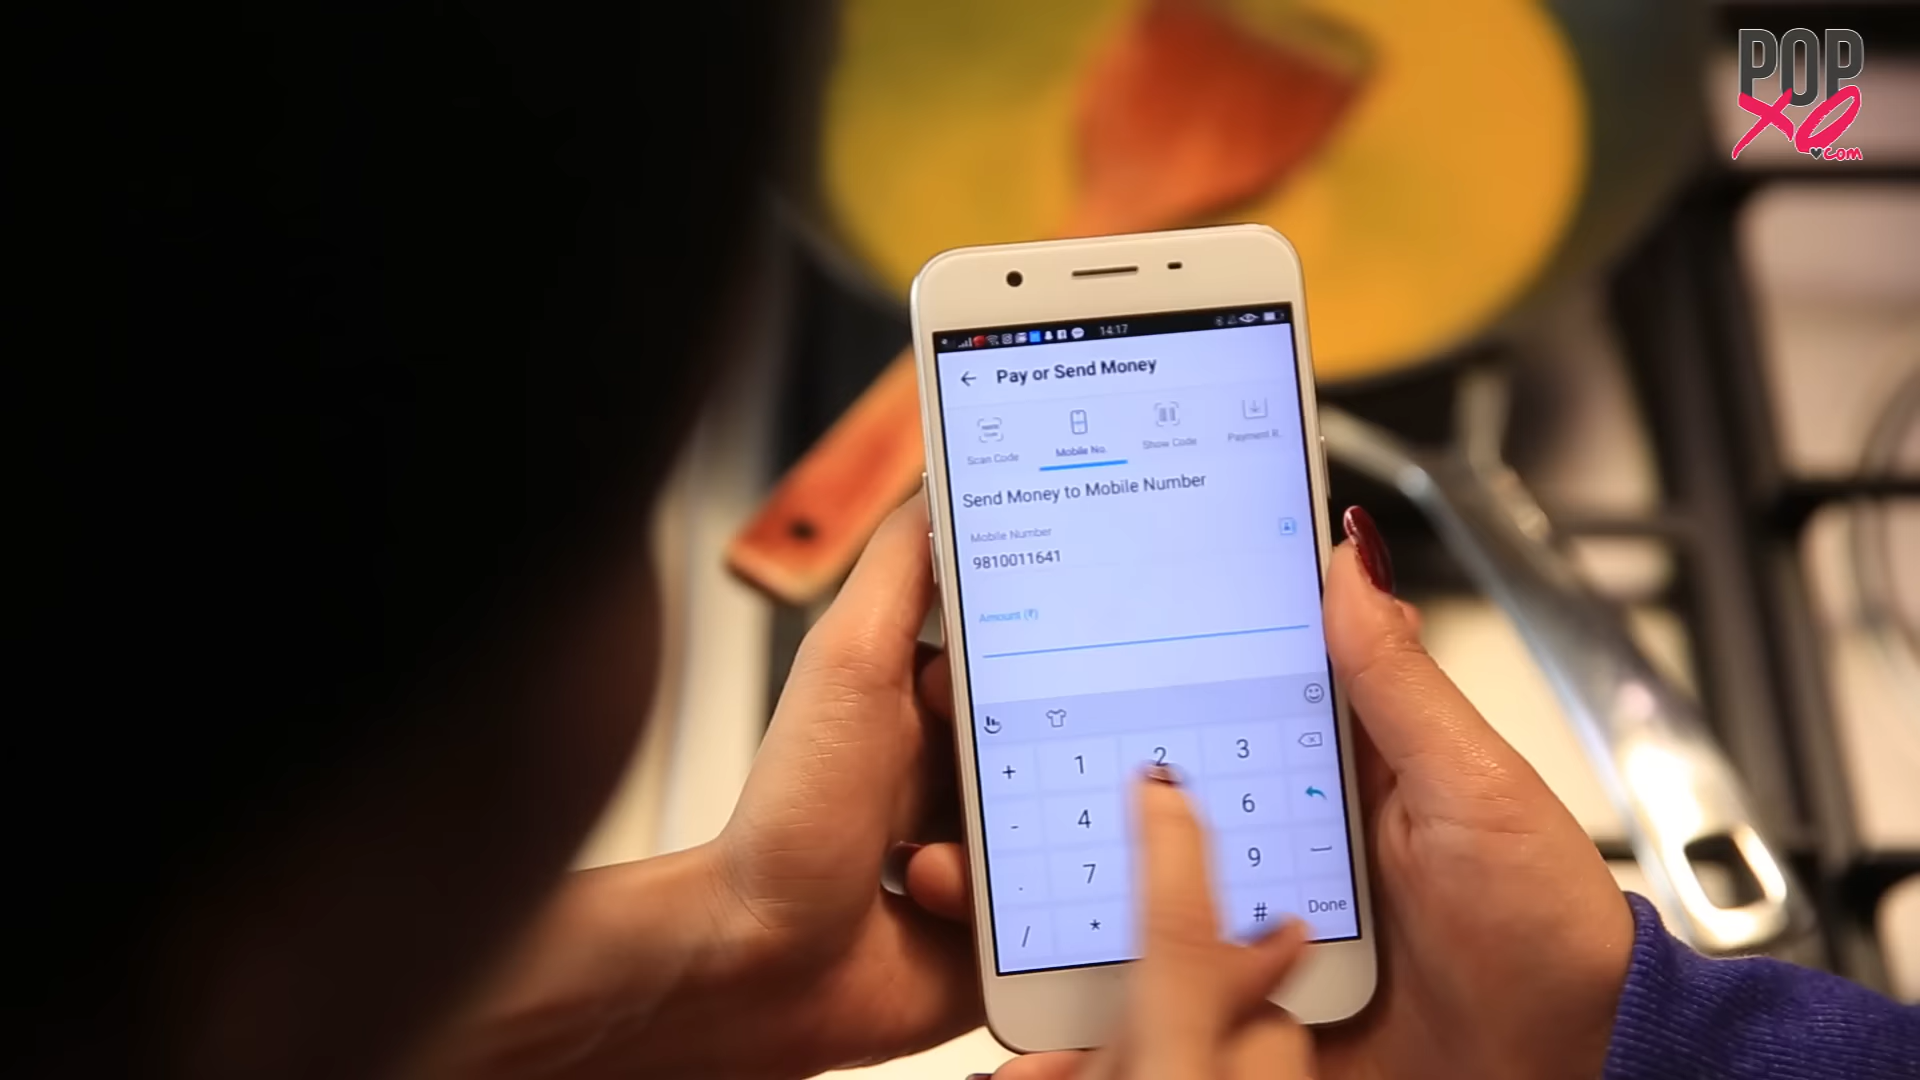 POP
XO
.com
14:17
Pay or Send Money
Scan Code
Mobile No.
Show Code
Payment R...
Send Money to Mobile Number
Mobile Number
9810011641
Amount (₹)
+ 1 2 3
- 4 6
. 7 9
/ * # Done